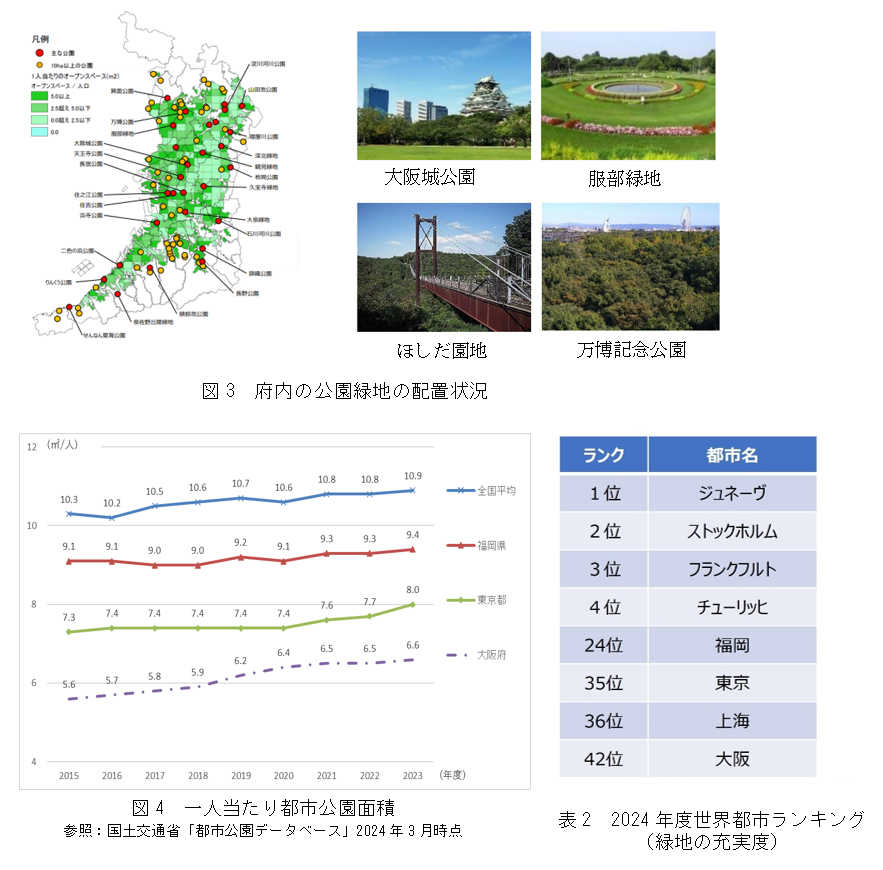 凡例
主な公園
10ha以上の公園
1人当たりのオープンスペース(m2)
オープンスペース / 人口
5.0以上
2.5超え 5.0以下
0.0超え 2.5以下
0.0
淀川河川公園
山田池公園
箕面公園
万博公園
服部緑地
寝屋川公園
大阪城公園
天王寺公園
長居公園
深北緑地
鶴見緑地
枚岡公園
久宝寺緑地
住之江公園
住吉公園
浜寺公園
大泉緑地
石川河川公園
二色の浜公園
錦織公園
りんくう公園
長野公園
蜻蛉池公園
泉佐野丘陵緑地
せんなん里海公園
大阪城公園
服部緑地
ほしだ園地
万博記念公園
図3 府内の公園緑地の配置状況
(㎡/人)
12
10
8
6
4
10.3 10.2 10.5 10.6 10.7 10.6 10.8 10.8 10.9
全国平均
9.1 9.1 9.0 9.0 9.2 9.1 9.3 9.3 9.4
福岡県
7.3 7.4 7.4 7.4 7.4 7.4 7.6 7.7 8.0
東京都
5.6 5.7 5.8 5.9 6.2 6.4 6.5 6.5 6.6
大阪府
2015 2016 2017 2018 2019 2020 2021 2022 2023 (年度)
図4 一人当たり都市公園面積
参照:国土交通省「都市公園データベース」2024年3月時点
ランク 都市名
1位 ジュネーヴ
2位 ストックホルム
3位 フランクフルト
4位 チューリッヒ
24位 福岡
35位 東京
36位 上海
42位 大阪
表2 2024年度世界都市ランキング
（緑地の充実度）